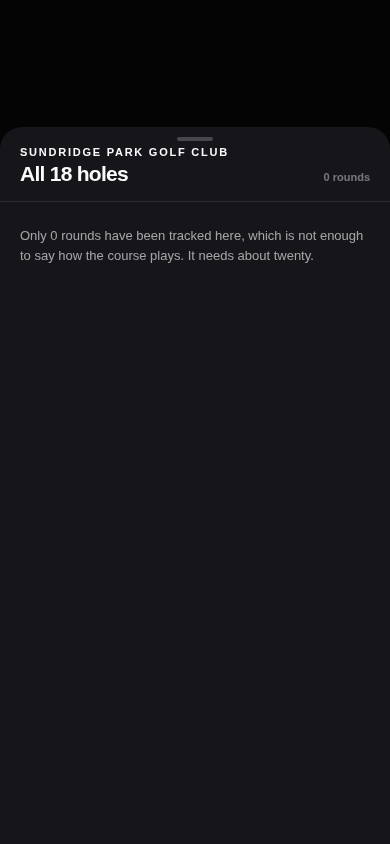 SUNDRIDGE PARK GOLF CLUB
All 18 holes
0 rounds
Only 0 rounds have been tracked here, which is not enough
to say how the course plays. It needs about twenty.